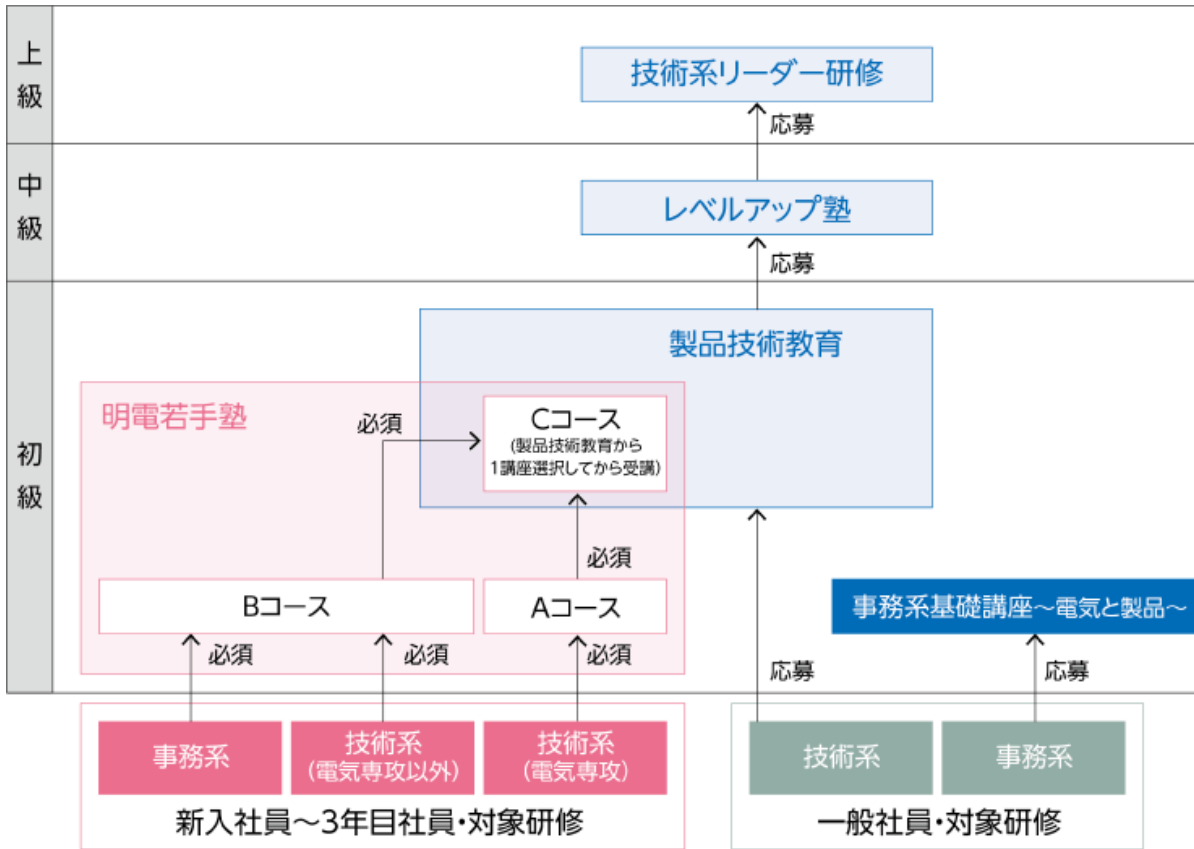 上級
技術系リーダー研修
応募
中級
レベルアップ塾
応募
初級
製品技術教育
明電若手塾
必須
Cコース
(製品技術教育から
1講座選択してから受講)
必須
Bコース
Aコース
事務系基礎講座～電気と製品～
必須
必須
必須
応募
応募
事務系
技術系
(電気専攻以外)
技術系
(電気専攻)
技術系
事務系
新入社員～3年目社員・対象研修
一般社員・対象研修